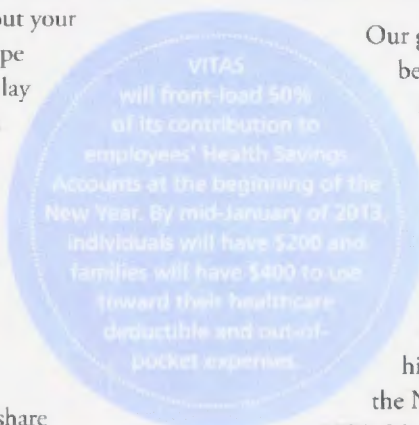 out your
pe
lay
Our g
be
VITAS
will front-load 50%
of its contribution to
employees' Health Savings
Accounts at the beginning of the
New Year. By mid-January of 2013,
individuals will have $200 and
families will have $400 to use
toward their healthcare
deductible and out-of-
pocket expenses.
hi
the N
share